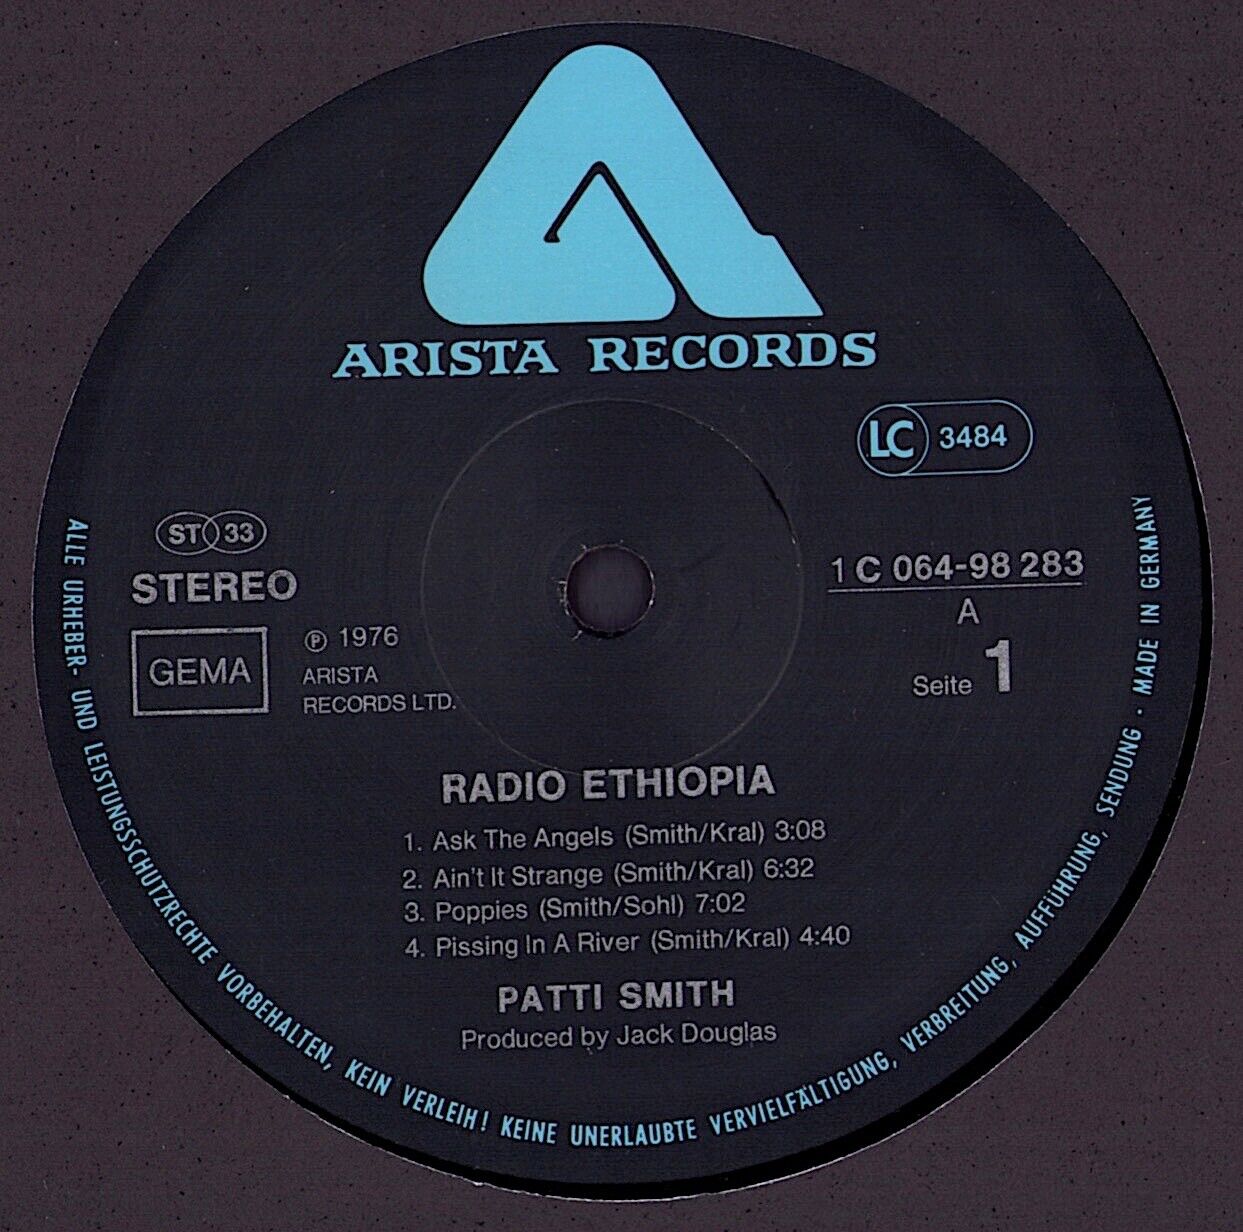 ARISTA RECORDS
LC 3484
ST 33
STEREO
GEMA
℗ 1976
ARISTA
RECORDS LTD.
1 C 064-98 283
A
Seite 1
RADIO ETHIOPIA
1. Ask The Angels (Smith/Kral) 3:08
2. Ain't It Strange (Smith/Kral) 6:32
3. Poppies (Smith/Sohl) 7:02
4. Pissing In A River (Smith/Kral) 4:40
PATTI SMITH
Produced by Jack Douglas
ALLE URHEBER- UND LEISTUNGSSCHUTZRECHTE VORBEHALTEN, KEIN VERLEIH! KEINE UNERLAUBTE VERVIELFÄLTIGUNG, VERBREITUNG, AUFFÜHRUNG, SENDUNG · MADE IN GERMANY